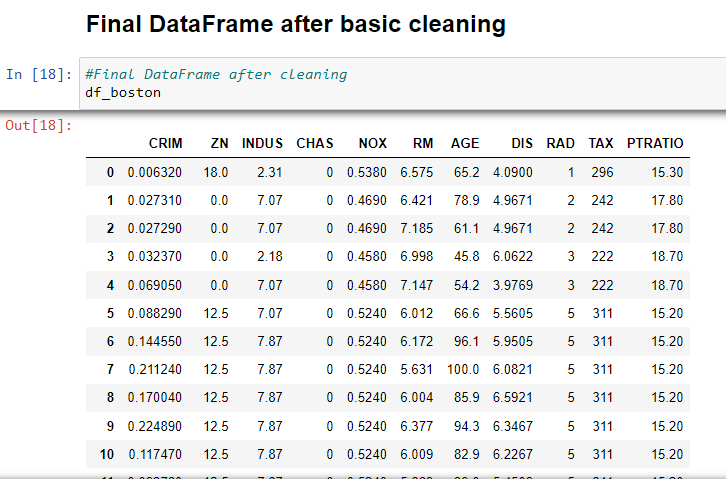 Final DataFrame after basic cleaning
In [18]: #Final DataFrame after cleaning
df_boston
Out[18]:
CRIM ZN INDUS CHAS NOX RM AGE DIS RAD TAX PTRATIO
0 0.006320 18.0 2.31 0 0.5380 6.575 65.2 4.0900 1 296 15.30
1 0.027310 0.0 7.07 0 0.4690 6.421 78.9 4.9671 2 242 17.80
2 0.027290 0.0 7.07 0 0.4690 7.185 61.1 4.9671 2 242 17.80
3 0.032370 0.0 2.18 0 0.4580 6.998 45.8 6.0622 3 222 18.70
4 0.069050 0.0 7.07 0 0.4580 7.147 54.2 3.9769 3 222 18.70
5 0.088290 12.5 7.07 0 0.5240 6.012 66.6 5.5605 5 311 15.20
6 0.144550 12.5 7.87 0 0.5240 6.172 96.1 5.9505 5 311 15.20
7 0.211240 12.5 7.87 0 0.5240 5.631 100.0 6.0821 5 311 15.20
8 0.170040 12.5 7.87 0 0.5240 6.004 85.9 6.5921 5 311 15.20
9 0.224890 12.5 7.87 0 0.5240 6.377 94.3 6.3467 5 311 15.20
10 0.117470 12.5 7.87 0 0.5240 6.009 82.9 6.2267 5 311 15.20